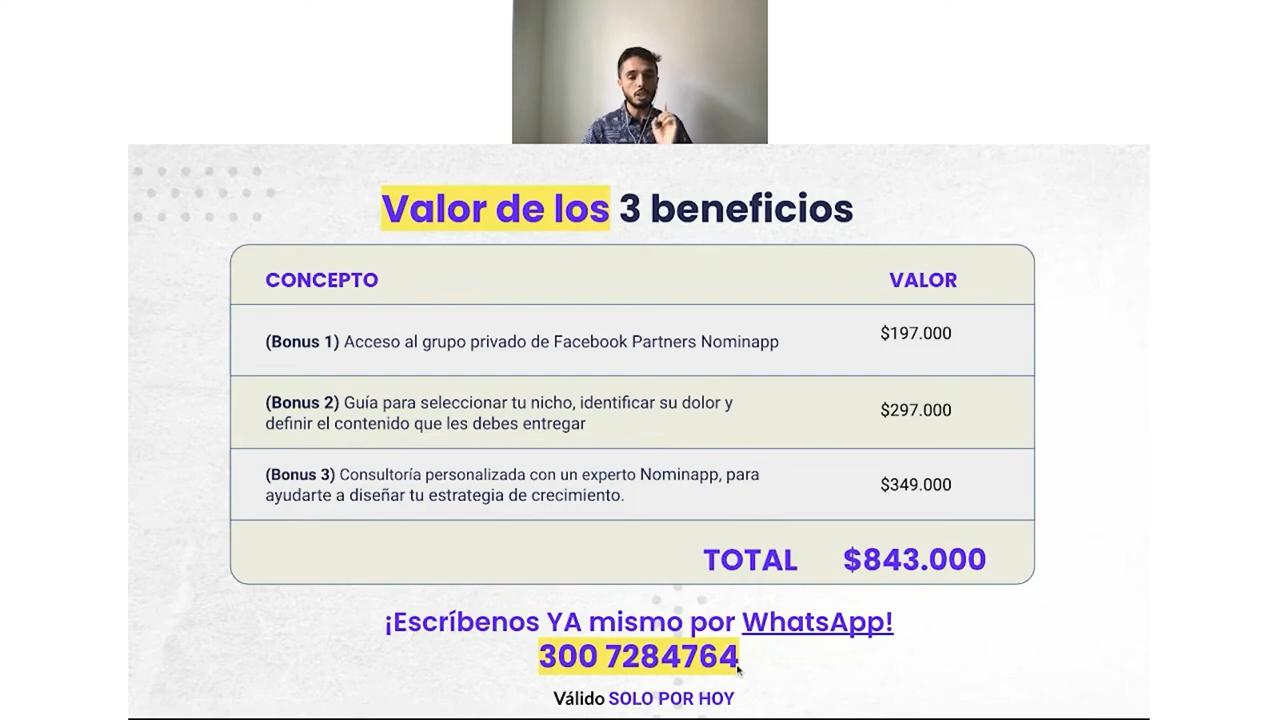 Valor de los 3 beneficios
CONCEPTO VALOR
(Bonus 1) Acceso al grupo privado de Facebook Partners Nominapp $197.000
(Bonus 2) Guía para seleccionar tu nicho, identificar su dolor y
definir el contenido que les debes entregar
$297.000
(Bonus 3) Consultoría personalizada con un experto Nominapp, para
ayudarte a diseñar tu estrategia de crecimiento.
$349.000
TOTAL $843.000
¡Escríbenos YA mismo por WhatsApp!
300 7284764
Válido SOLO POR HOY